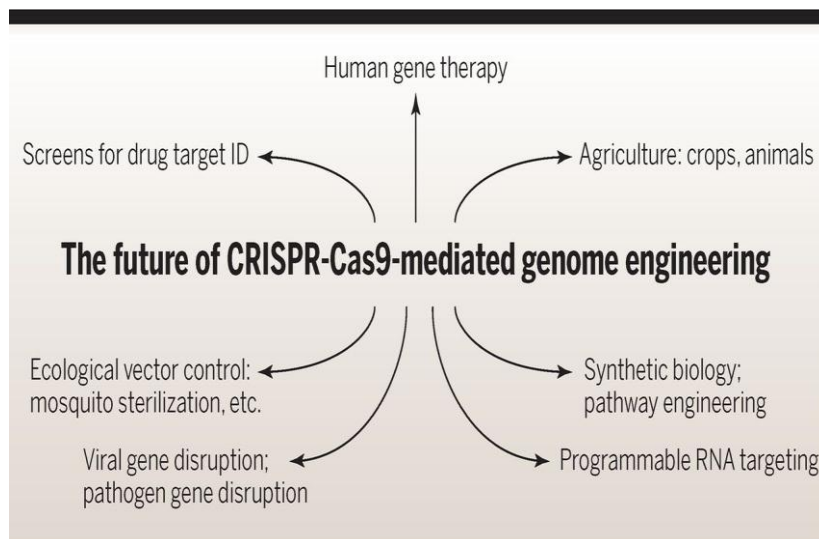 Human gene therapy
Screens for drug target ID
Agriculture: crops, animals
The future of CRISPR-Cas9-mediated genome engineering
Ecological vector control:
mosquito sterilization, etc.
Synthetic biology;
pathway engineering
Viral gene disruption;
pathogen gene disruption
Programmable RNA targeting